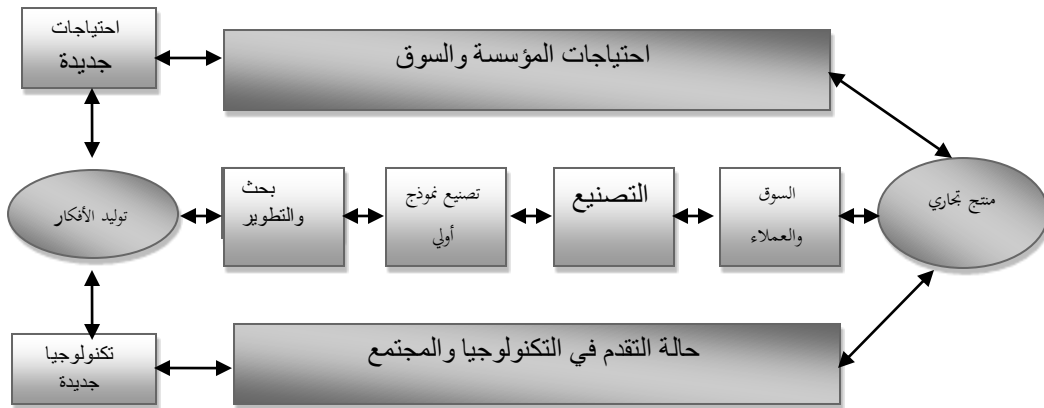 احتياجات
جديدة
احتياجات المؤسسة والسوق
توليد الأفكار
بحث
والتطوير
تصنيع نموذج
أولي
التصنيع
السوق
والعملاء
منتج تجاري
تكنولوجيا
جديدة
حالة التقدم في التكنولوجيا والمجتمع